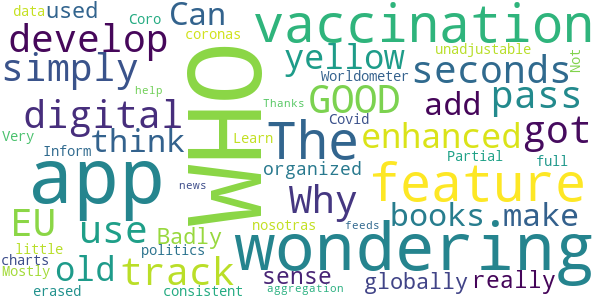 data
used
Coro
Can
vaccination
develop
coronas
unadjustable
Not
simply
WHO
yellow
seconds
Worldometer
help
digital
Thanks
GOOD
add
pass
Very
think
Learn
The
Covid
enhanced
got
Inform
organized
Partial
full
app
news
Why
feature
EU
use
Badly
nosotras
feeds
books
make
little
politics
wondering
charts
Mostly
old
track
sense
globally
really
erased
consistent
aggregation